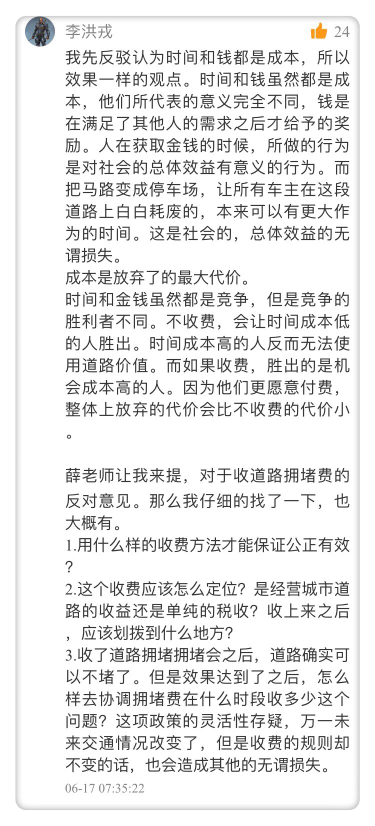 李洪戎
24
我先反驳认为时间和钱都是成本，所以
效果一样的观点。时间和钱虽然都是成
本，他们所代表的意义完全不同，钱是
在满足了其他人的需求之后才给予的奖
励。人在获取金钱的时候，所做的行为
是对社会的总体效益有意义的行为。而
把马路变成停车场，让所有车主在这段
道路上白白耗废的，本来可以有更大作
为的时间。这是社会的，总体效益的无
谓损失。
成本是放弃了的最大代价。
时间和金钱虽然都是竞争，但是竞争的
胜利者不同。不收费，会让时间成本低
的人胜出。时间成本高的人反而无法使
用道路价值。而如果收费，胜出的是机
会成本高的人。因为他们更愿意付费，
整体上放弃的代价会比不收费的代价小
。
薛老师让我来提，对于收道路拥堵费的
反对意见。那么我仔细的找了一下，也
大概有。
1.用什么样的收费方法才能保证公正有效
？
2.这个收费应该怎么定位？是经营城市道
路的收益还是单纯的税收？收上来之后
，应该划拨到什么地方？
3.收了道路拥堵拥堵会之后，道路确实可
以不堵了。但是效果达到了之后，怎么
样去协调拥堵费在什么时段收多少这个
问题？这项政策的灵活性存疑，万一未
来交通情况改变了，但是收费的规则却
不变的话，也会造成其他的无谓损失。
06-17 07:35:22